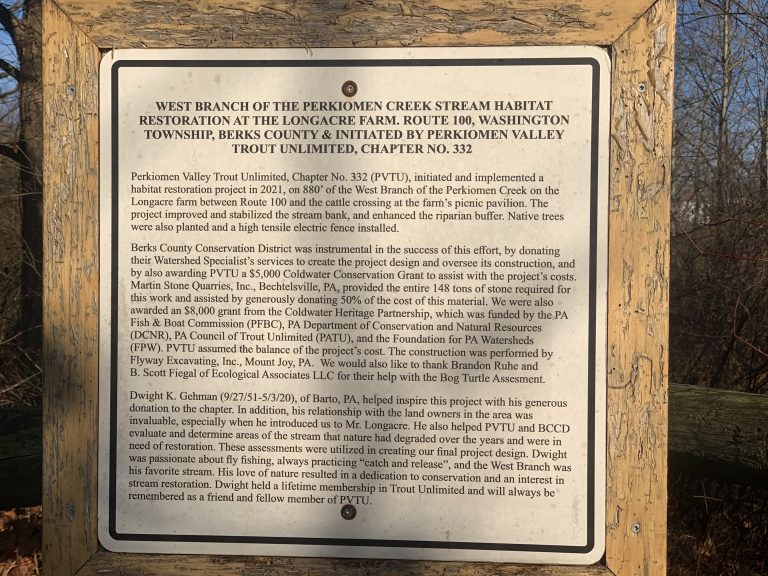 WEST BRANCH OF THE PERKIOMEN CREEK STREAM HABITAT
RESTORATION AT THE LONGACRE FARM. ROUTE 100, WASHINGTON
TOWNSHIP, BERKS COUNTY & INITIATED BY PERKIOMEN VALLEY
TROUT UNLIMITED, CHAPTER NO. 332
Perkiomen Valley Trout Unlimited, Chapter No. 332 (PVTU), initiated and implemented a
habitat restoration project in 2021, on 880’ of the West Branch of the Perkiomen Creek on the
Longacre farm between Route 100 and the cattle crossing at the farm’s picnic pavilion. The
project improved and stabilized the stream bank, and enhanced the riparian buffer. Native trees
were also planted and a high tensile electric fence installed.
Berks County Conservation District was instrumental in the success of this effort, by donating
their Watershed Specialist’s services to create the project design and oversee its construction, and
by also awarding PVTU a $5,000 Coldwater Conservation Grant to assist with the project’s costs.
Martin Stone Quarries, Inc., Bechtelsville, PA, provided the entire 148 tons of stone required for
this work and assisted by generously donating 50% of the cost of this material. We were also
awarded an $8,000 grant from the Coldwater Heritage Partnership, which was funded by the PA
Fish & Boat Commission (PFBC), PA Department of Conservation and Natural Resources
(DCNR), PA Council of Trout Unlimited (PATU), and the Foundation for PA Watersheds
(FPW). PVTU assumed the balance of the project’s cost. The construction was performed by
Flyway Excavating, Inc., Mount Joy, PA. We would also like to thank Brandon Ruhe and
B. Scott Fiegal of Ecological Associates LLC for their help with the Bog Turtle Assesment.
Dwight K. Gehman (9/27/51-5/3/20), of Barto, PA, helped inspire this project with his generous
donation to the chapter. In addition, his relationship with the land owners in the area was
invaluable, especially when he introduced us to Mr. Longacre. He also helped PVTU and BCCD
evaluate and determine areas of the stream that nature had degraded over the years and were in
need of restoration. These assessments were utilized in creating our final project design. Dwight
was passionate about fly fishing, always practicing “catch and release”, and the West Branch was
his favorite stream. His love of nature resulted in a dedication to conservation and an interest in
stream restoration. Dwight held a lifetime membership in Trout Unlimited and will always be
remembered as a friend and fellow member of PVTU.